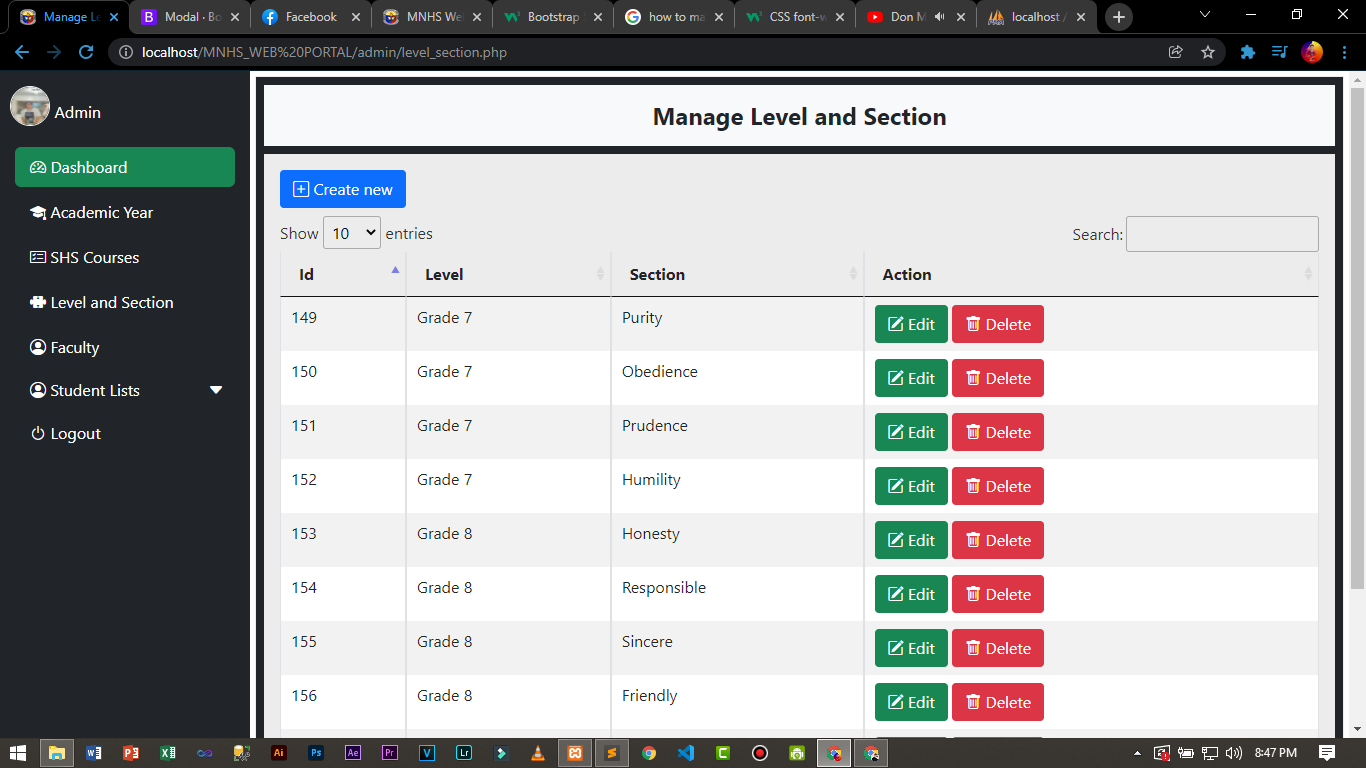 Manage L
Modal · Bo
Facebook
MNHS We
Bootstrap
how to ma
CSS font-w
Don M
localhost /
localhost/MNHS_WEB%20PORTAL/admin/level_section.php
Admin
Dashboard
Academic Year
SHS Courses
Level and Section
Faculty
Student Lists
Logout
Manage Level and Section
Create new
Show 10 entries
Search:
Id Level Section Action
149 Grade 7 Purity Edit Delete
150 Grade 7 Obedience Edit Delete
151 Grade 7 Prudence Edit Delete
152 Grade 7 Humility Edit Delete
153 Grade 8 Honesty Edit Delete
154 Grade 8 Responsible Edit Delete
155 Grade 8 Sincere Edit Delete
156 Grade 8 Friendly Edit Delete
Ai Ps Ae Pr V Lr C
8:47 PM